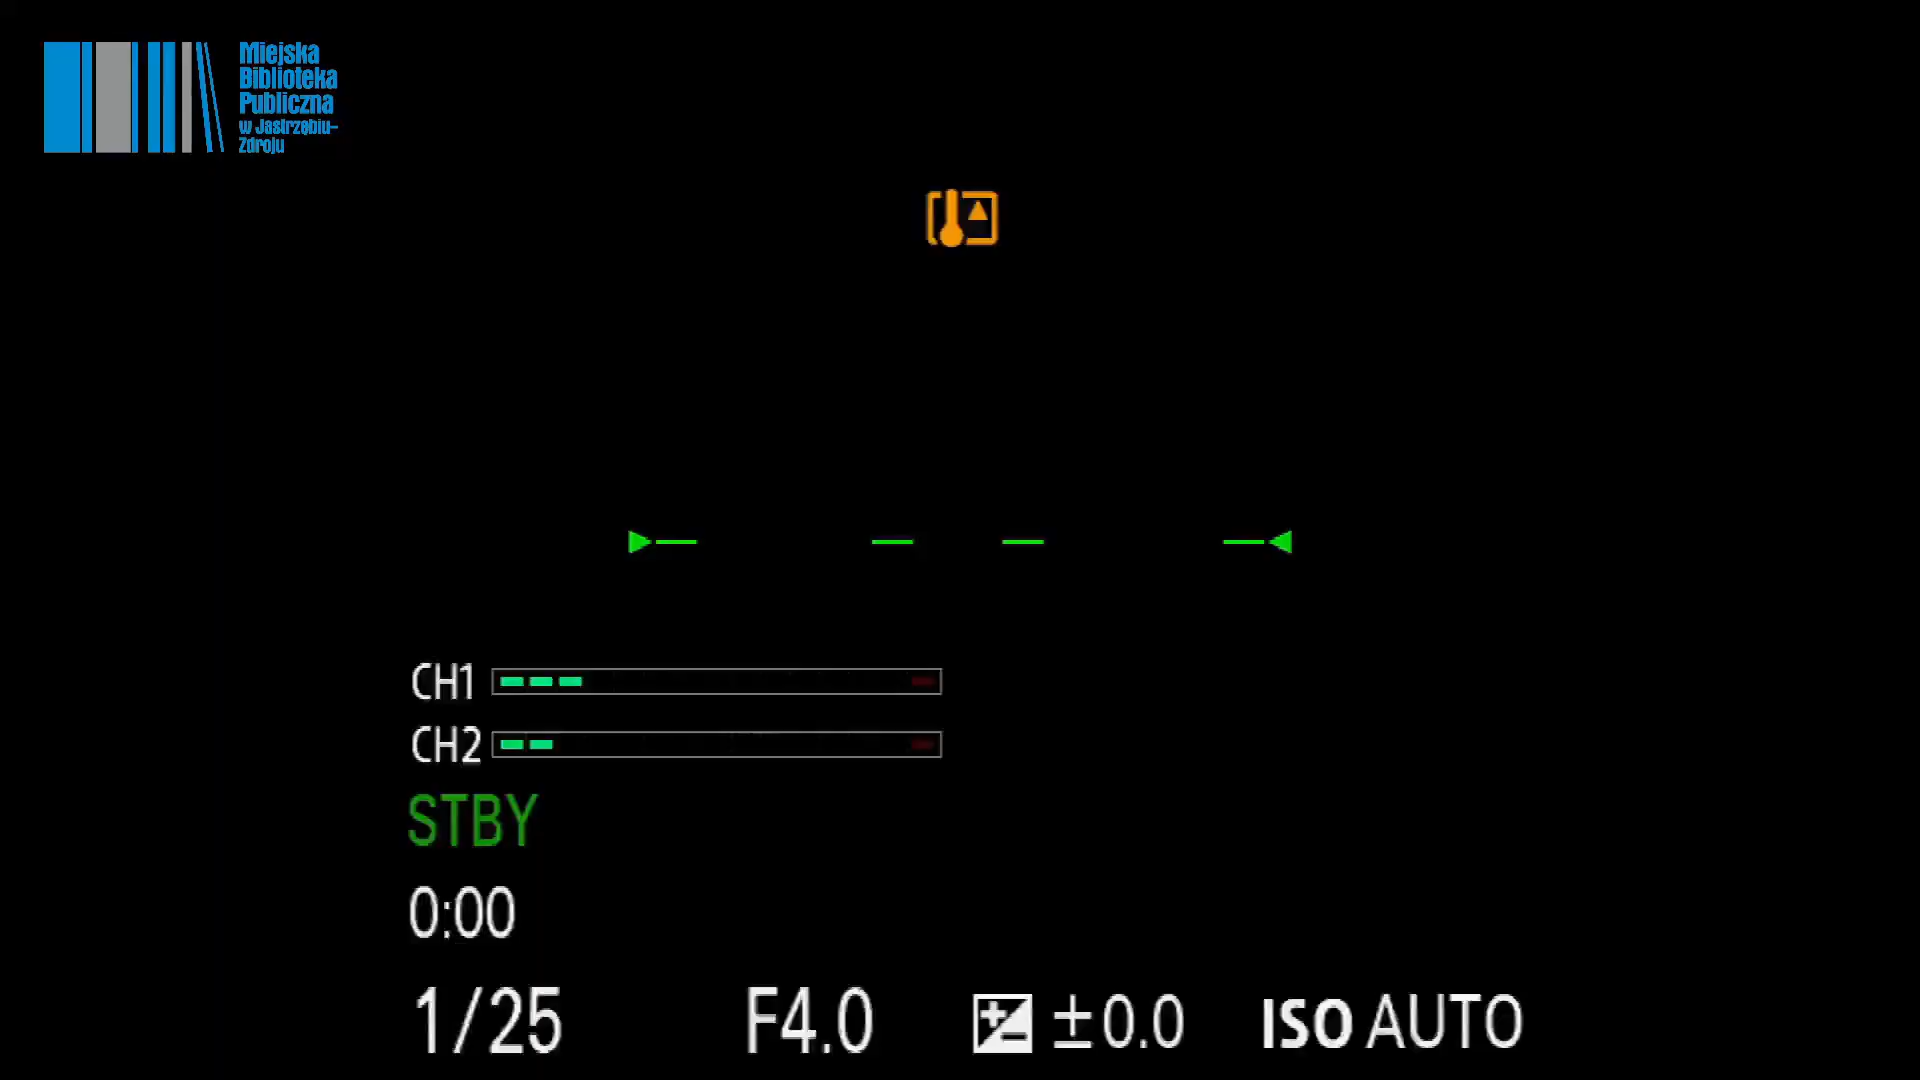 Miejska
Biblioteka
Publiczna
w Jastrzębiu-
Zdroju
CH1
CH2
STBY
0:00
1/25 F4.0 ±0.0 ISO AUTO